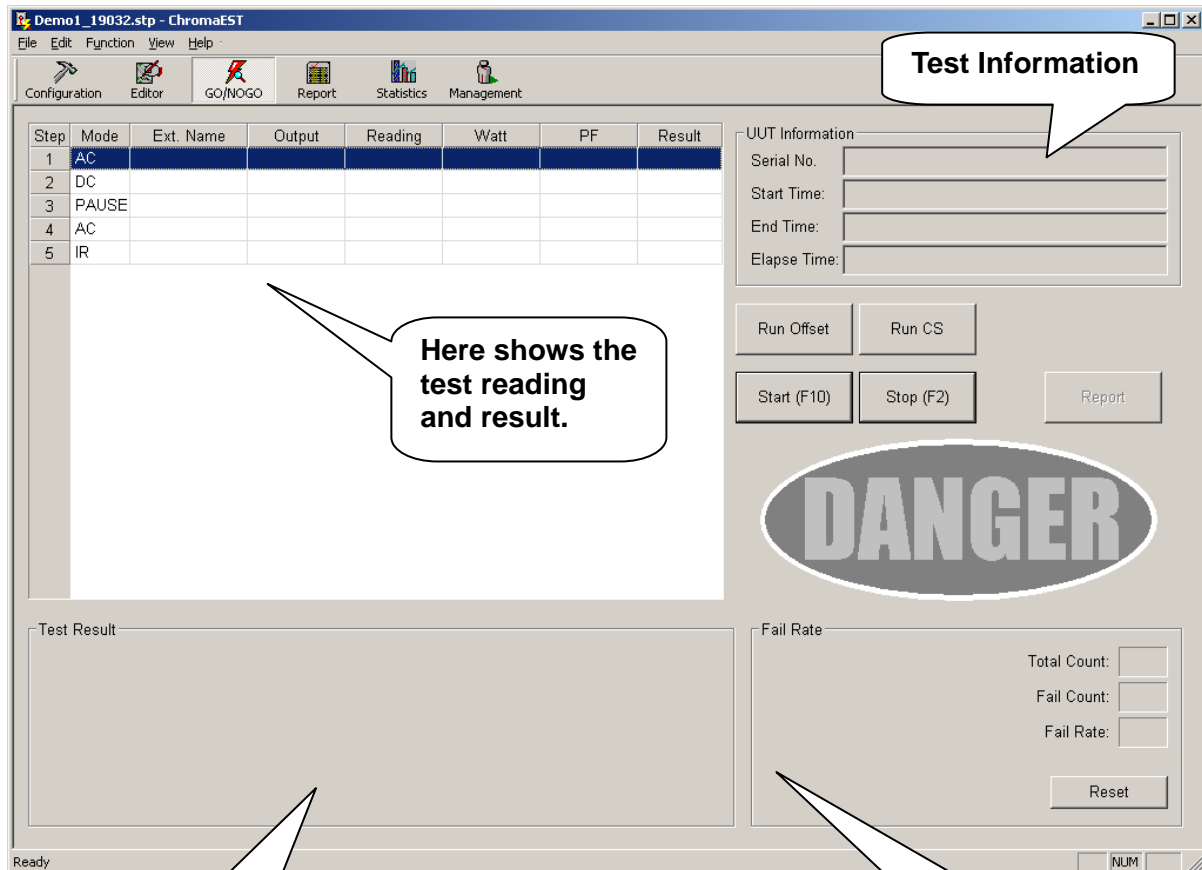 Demo1_19032.stp - ChromaEST
File Edit Function View Help
Configuration Editor GO/NOGO Report Statistics Management
Test Information
Step Mode Ext. Name Output Reading Watt PF Result
1 AC
2 DC
3 PAUSE
4 AC
5 IR
Here shows the
test reading
and result.
UUT Information
Serial No.
Start Time:
End Time:
Elapse Time:
Run Offset Run CS
Start (F10) Stop (F2) Report
DANGER
Test Result
Fail Rate
Total Count:
Fail Count:
Fail Rate:
Reset
Ready NUM